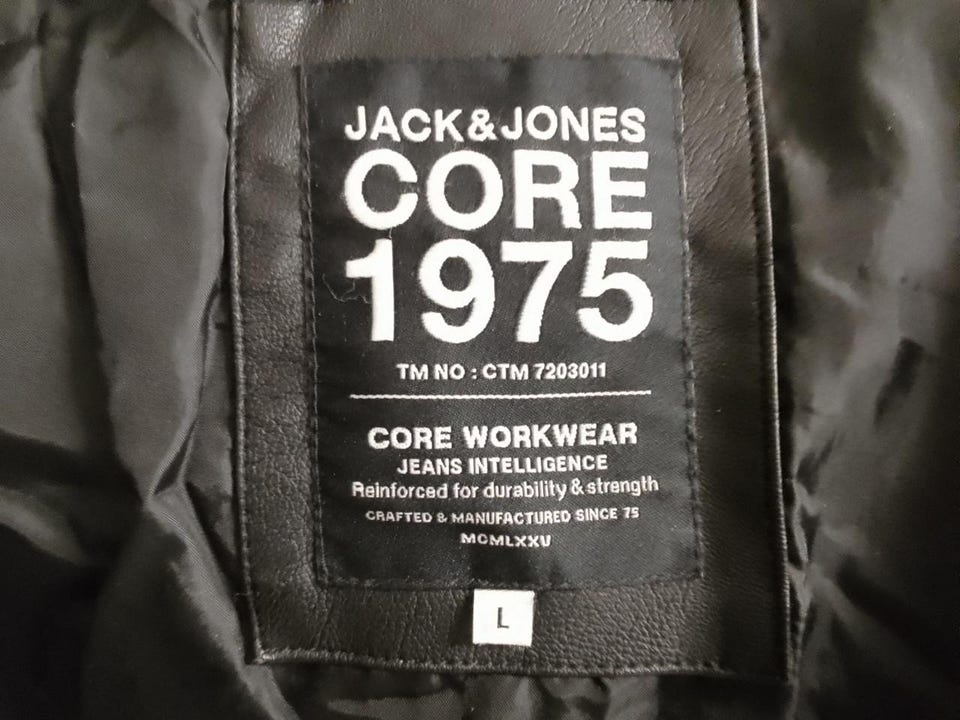 JACK&JONES
CORE
1975
TM NO : CTM 7203011
CORE WORKWEAR
JEANS INTELLIGENCE
Reinforced for durability & strength
CRAFTED & MANUFACTURED SINCE 75
MCMLXXV
L